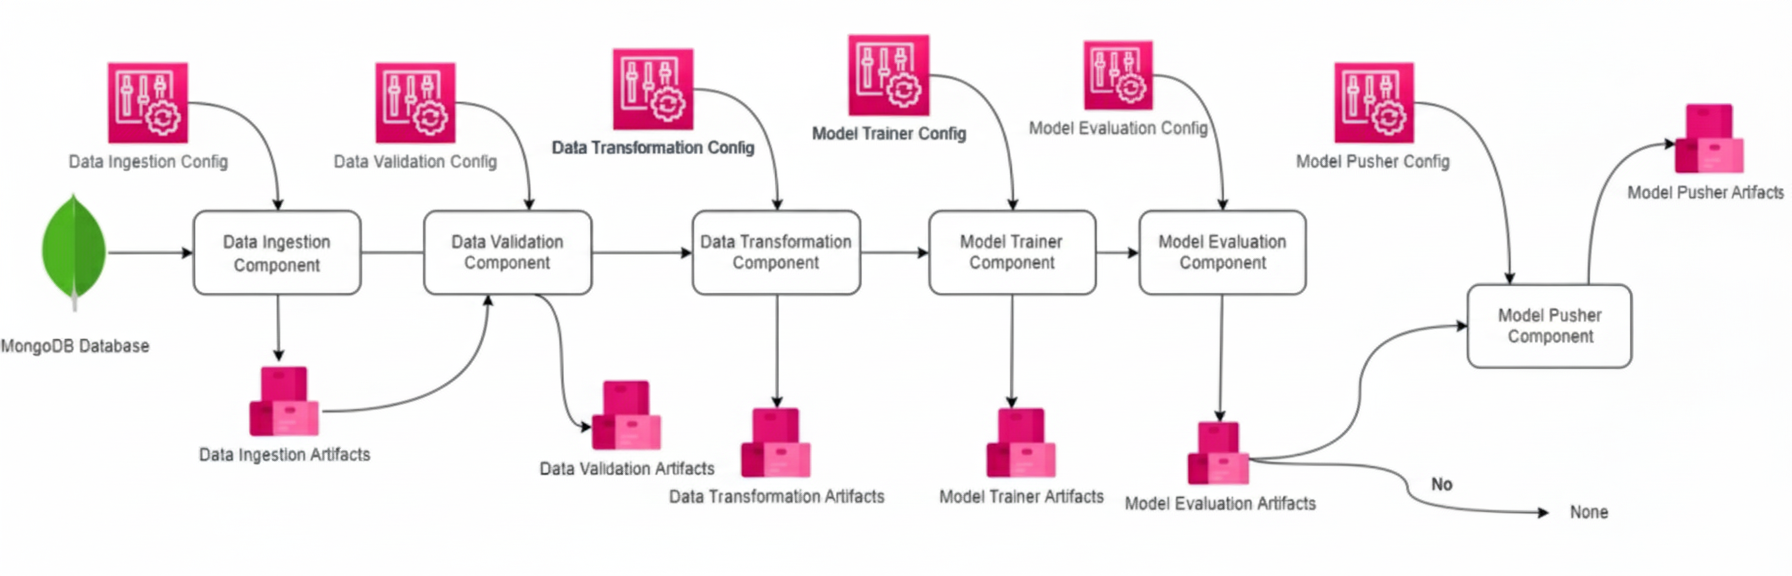 Data Ingestion Config
Data Validation Config
Data Transformation Config
Model Trainer Config
Model Evaluation Config
Model Pusher Config
Model Pusher Artifacts
MongoDB Database
Data Ingestion
Component
Data Validation
Component
Data Transformation
Component
Model Trainer
Component
Model Evaluation
Component
Model Pusher
Component
Data Ingestion Artifacts
Data Validation Artifacts
Data Transformation Artifacts
Model Trainer Artifacts
Model Evaluation Artifacts
No
None